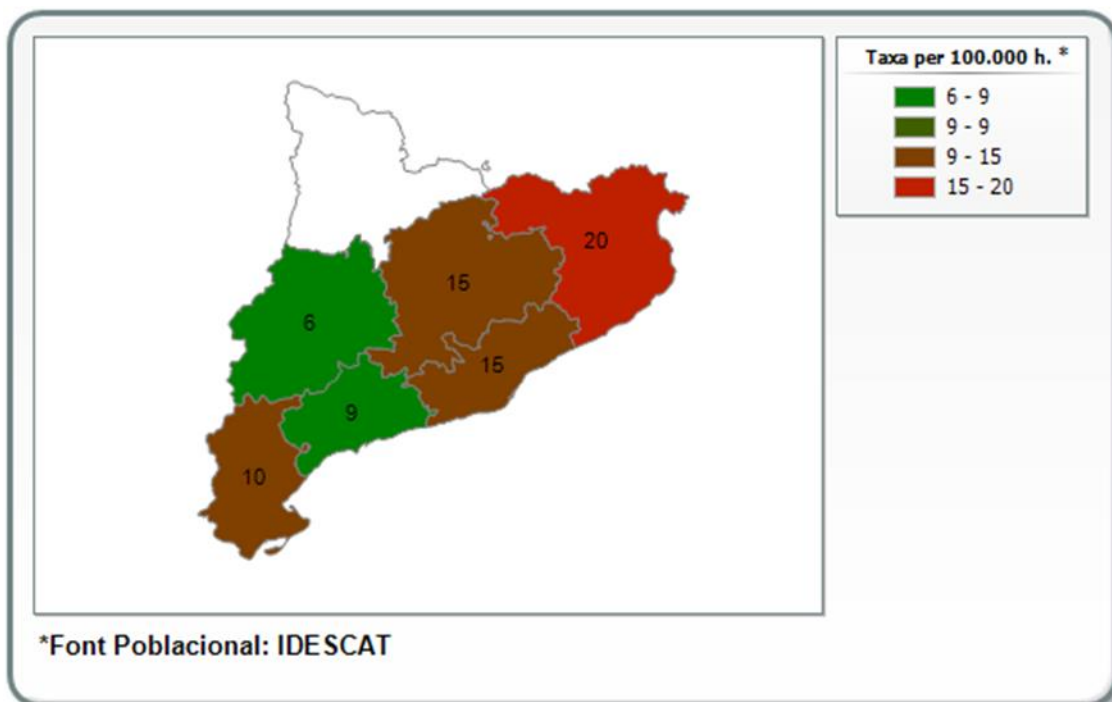 Taxa per 100.000 h. *
6 - 9
9 - 9
9 - 15
15 - 20
20
15
6
15
9
10
*Font Poblacional: IDESCAT